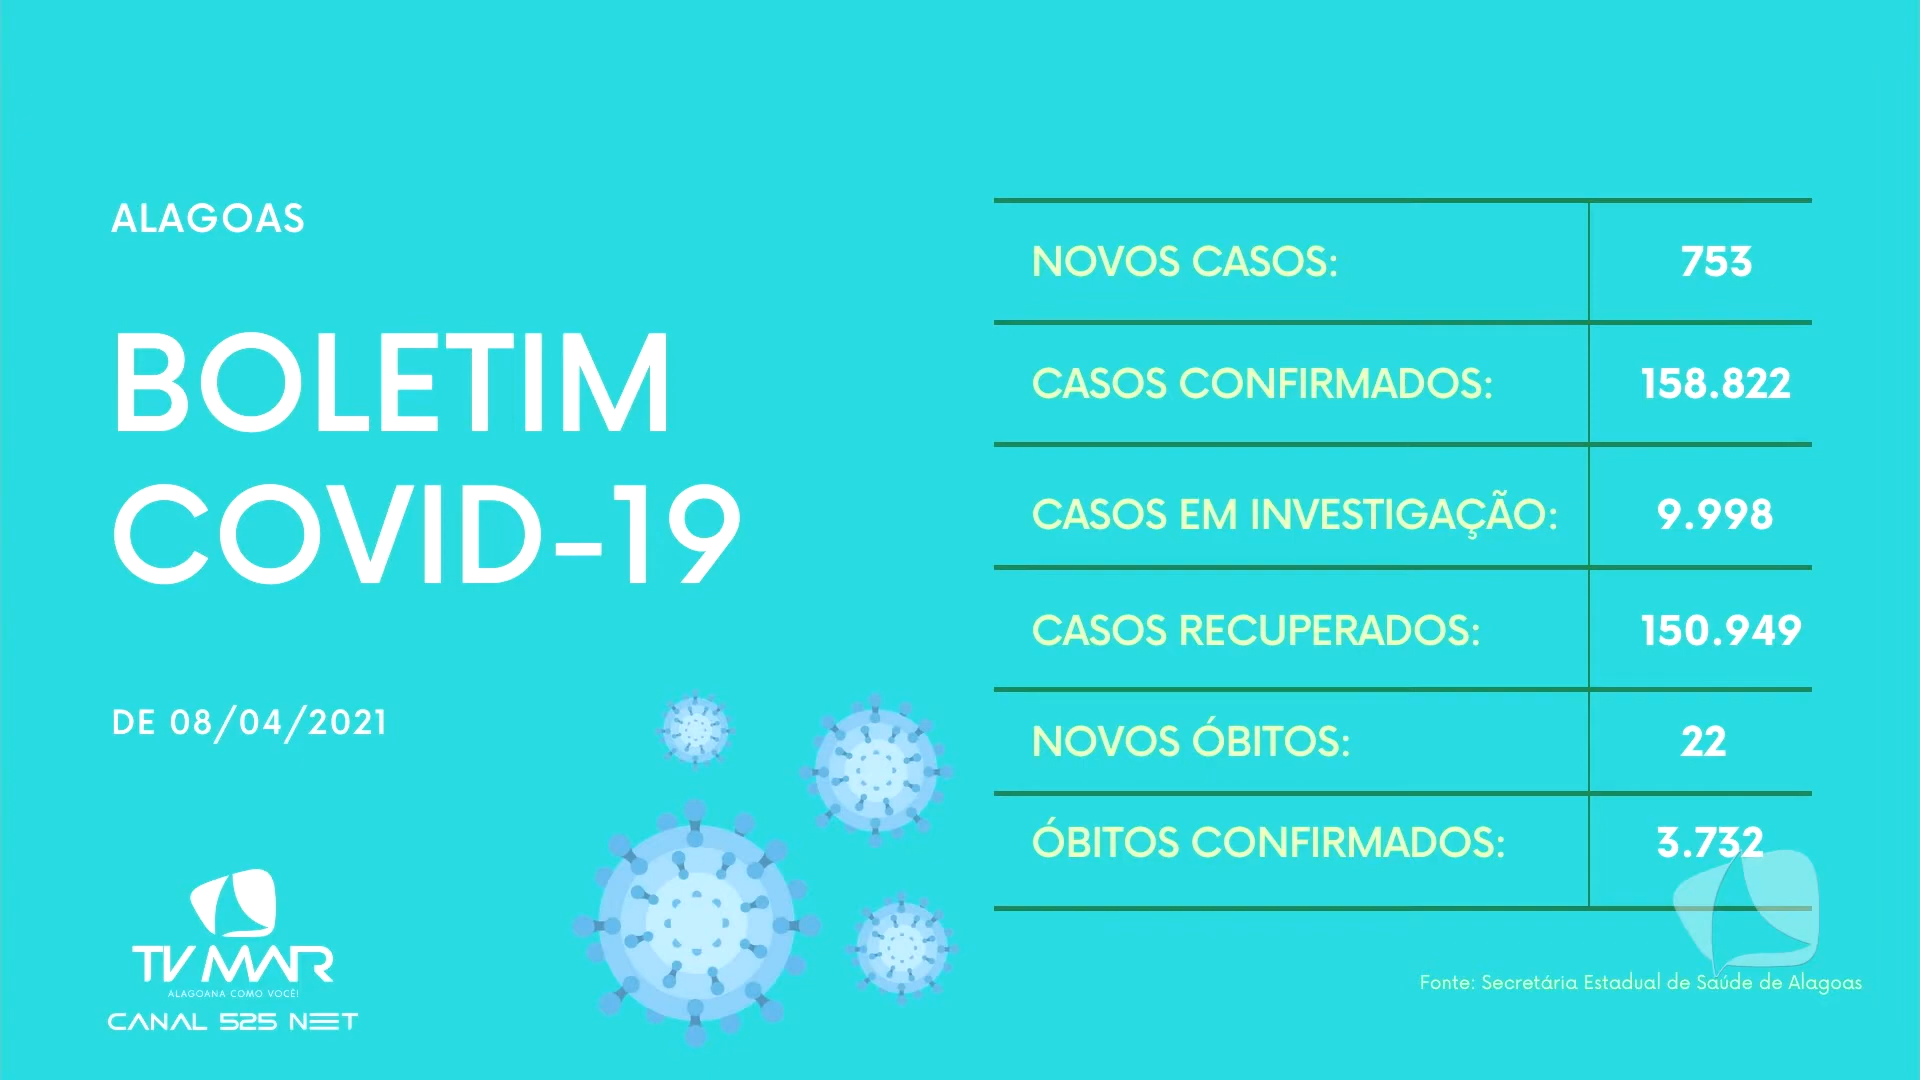 ALAGOAS
BOLETIM
COVID-19
DE 08/04/2021
TV MAR
ALAGOANA COMO VOCÊ!
CANAL 525 NET
NOVOS CASOS: 753
CASOS CONFIRMADOS: 158.822
CASOS EM INVESTIGAÇÃO: 9.998
CASOS RECUPERADOS: 150.949
NOVOS ÓBITOS: 22
ÓBITOS CONFIRMADOS: 3.732
Fonte: Secretária Estadual de Saúde de Alagoas